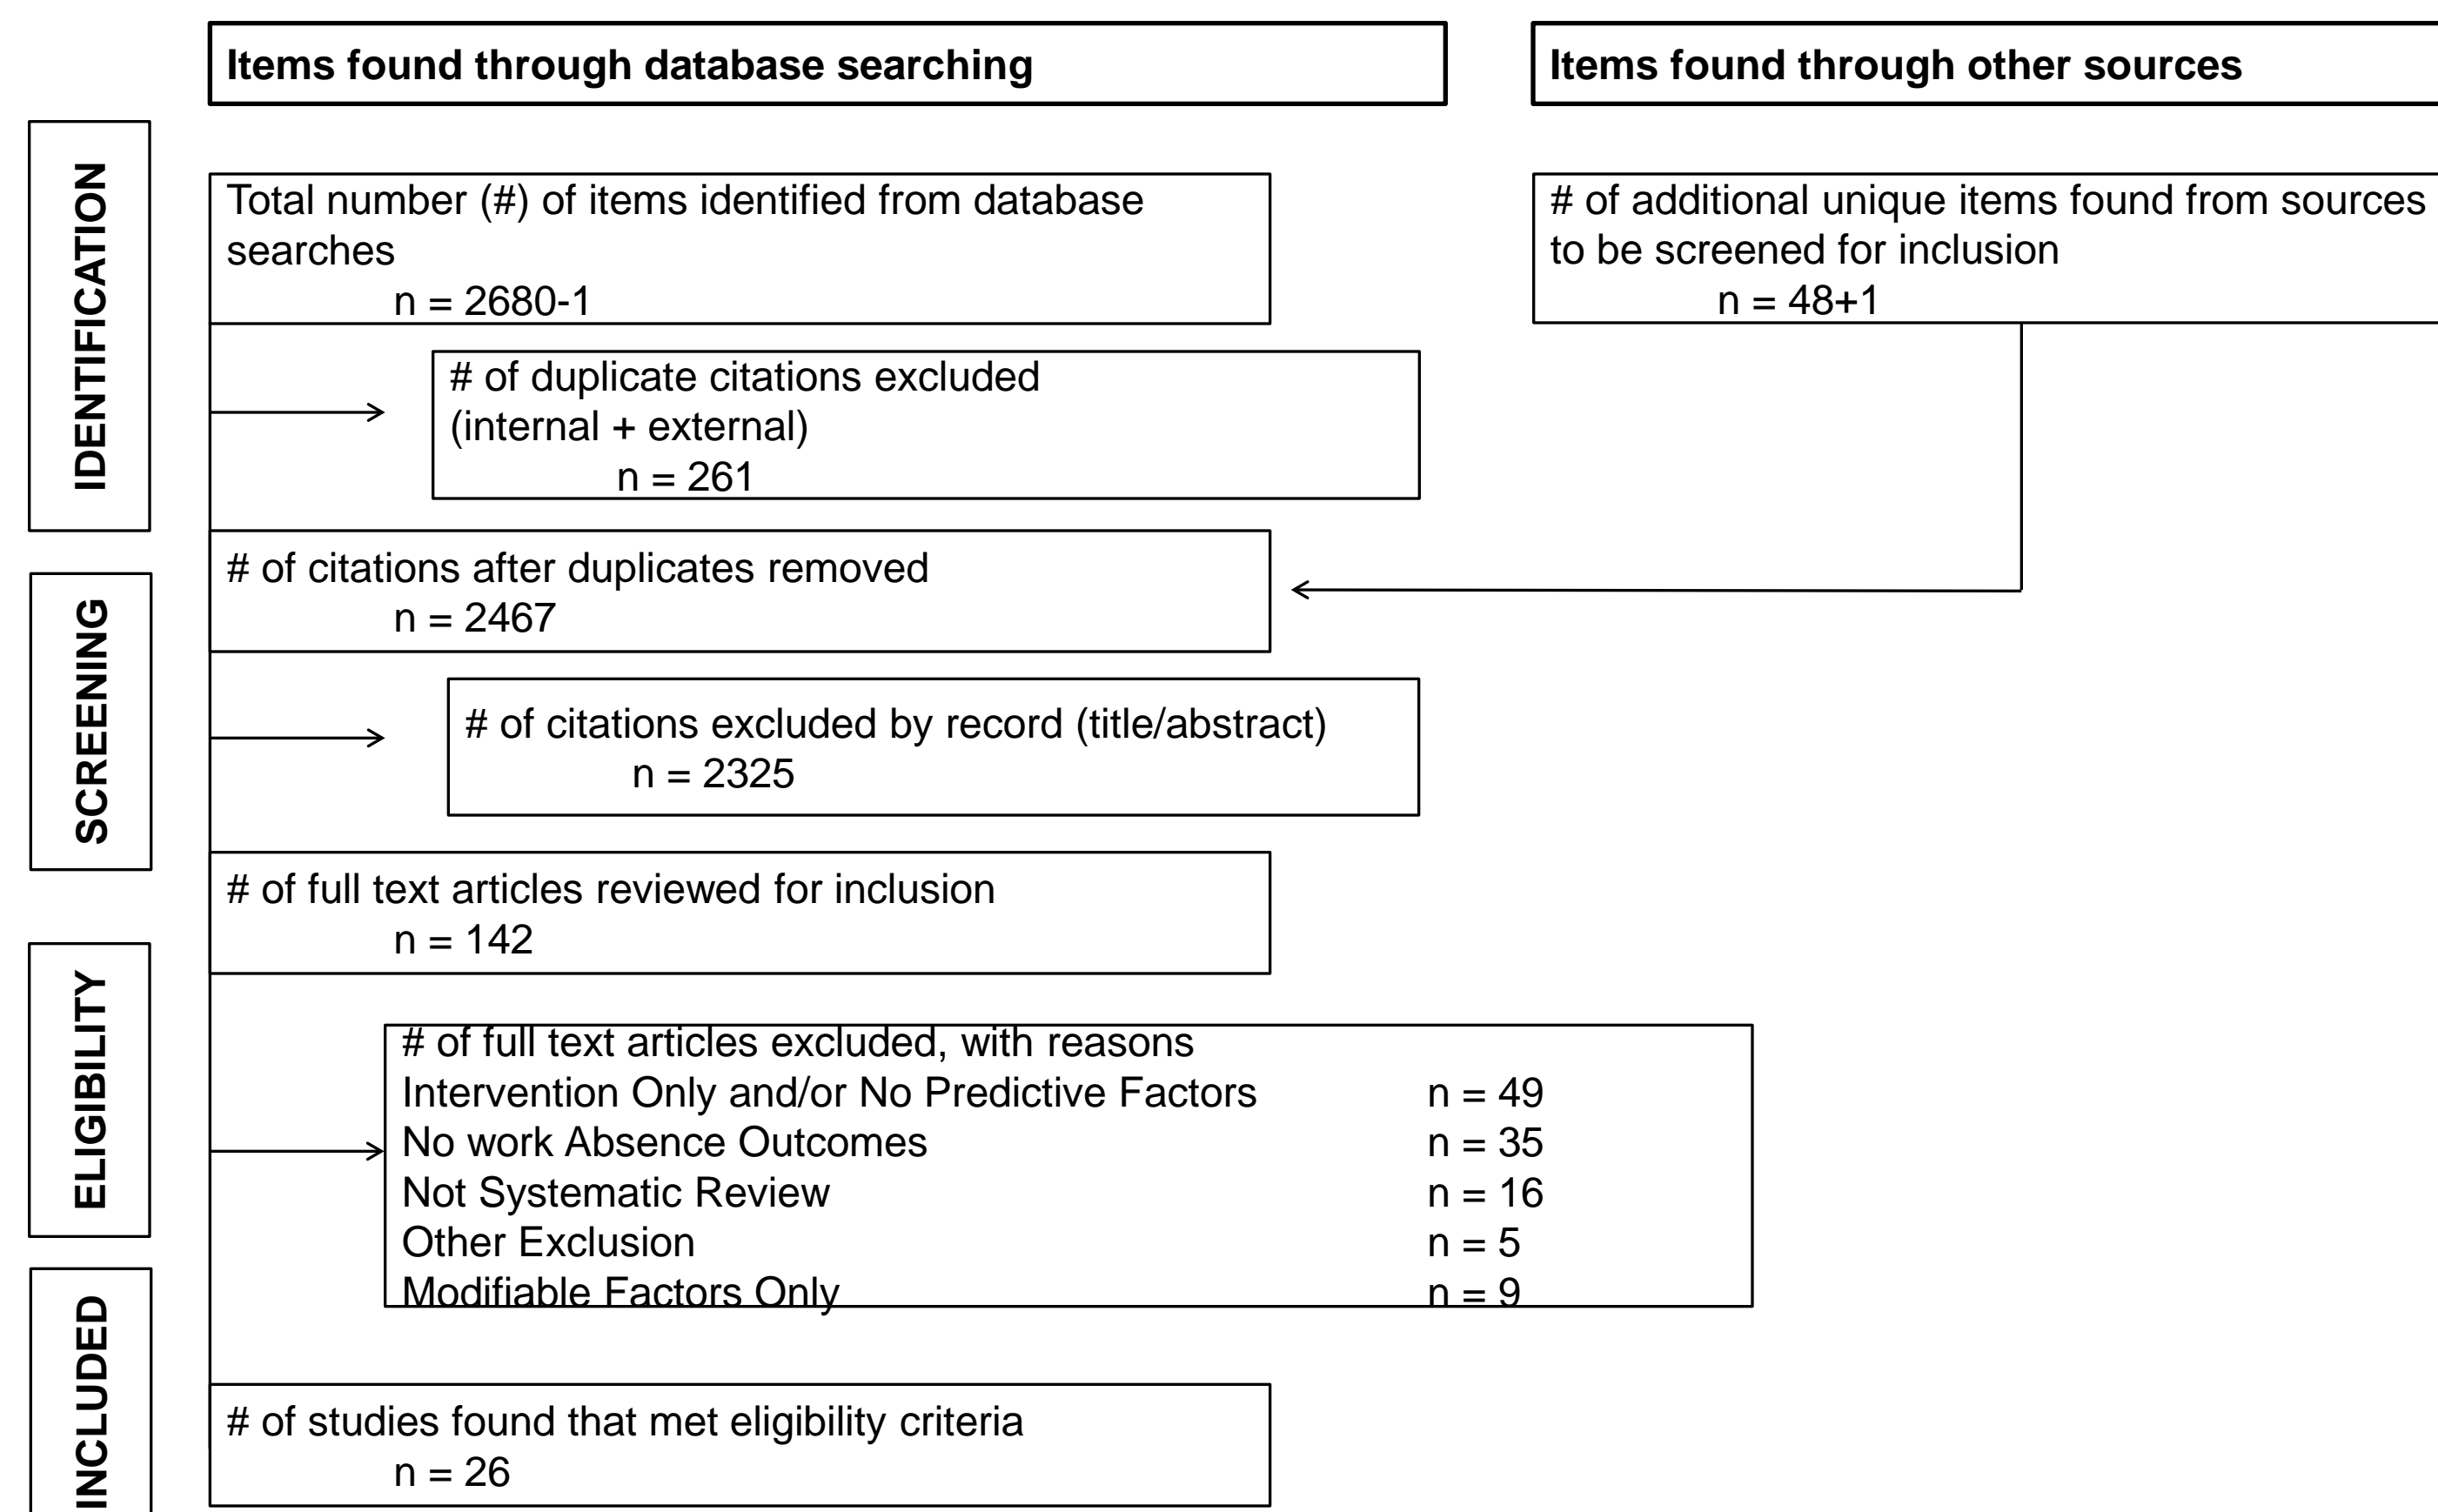 Items found through database searching
Items found through other sources
IDENTIFICATION
Total number (#) of items identified from database
searches
n = 2680-1
# of additional unique items found from sources
to be screened for inclusion
n = 48+1
# of duplicate citations excluded
(internal + external)
n = 261
SCREENING
# of citations after duplicates removed
n = 2467
# of citations excluded by record (title/abstract)
n = 2325
# of full text articles reviewed for inclusion
n = 142
ELIGIBILITY
# of full text articles excluded, with reasons
Intervention Only and/or No Predictive Factors n = 49
No work Absence Outcomes n = 35
Not Systematic Review n = 16
Other Exclusion n = 5
Modifiable Factors Only n = 9
INCLUDED
# of studies found that met eligibility criteria
n = 26